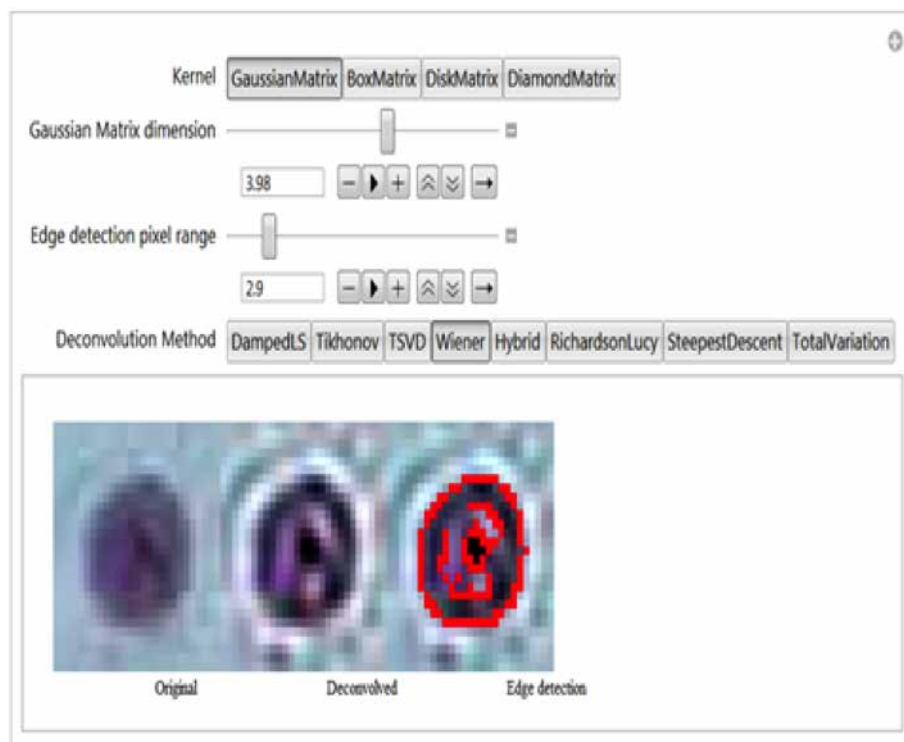 Kernel GaussianMatrix BoxMatrix DiskMatrix DiamondMatrix
Gaussian Matrix dimension
3.98
Edge detection pixel range
2.9
Deconvolution Method DampedLS Tikhonov TSVD Wiener Hybrid RichardsonLucy SteepestDescent TotalVariation
Original Deconvolved Edge detection